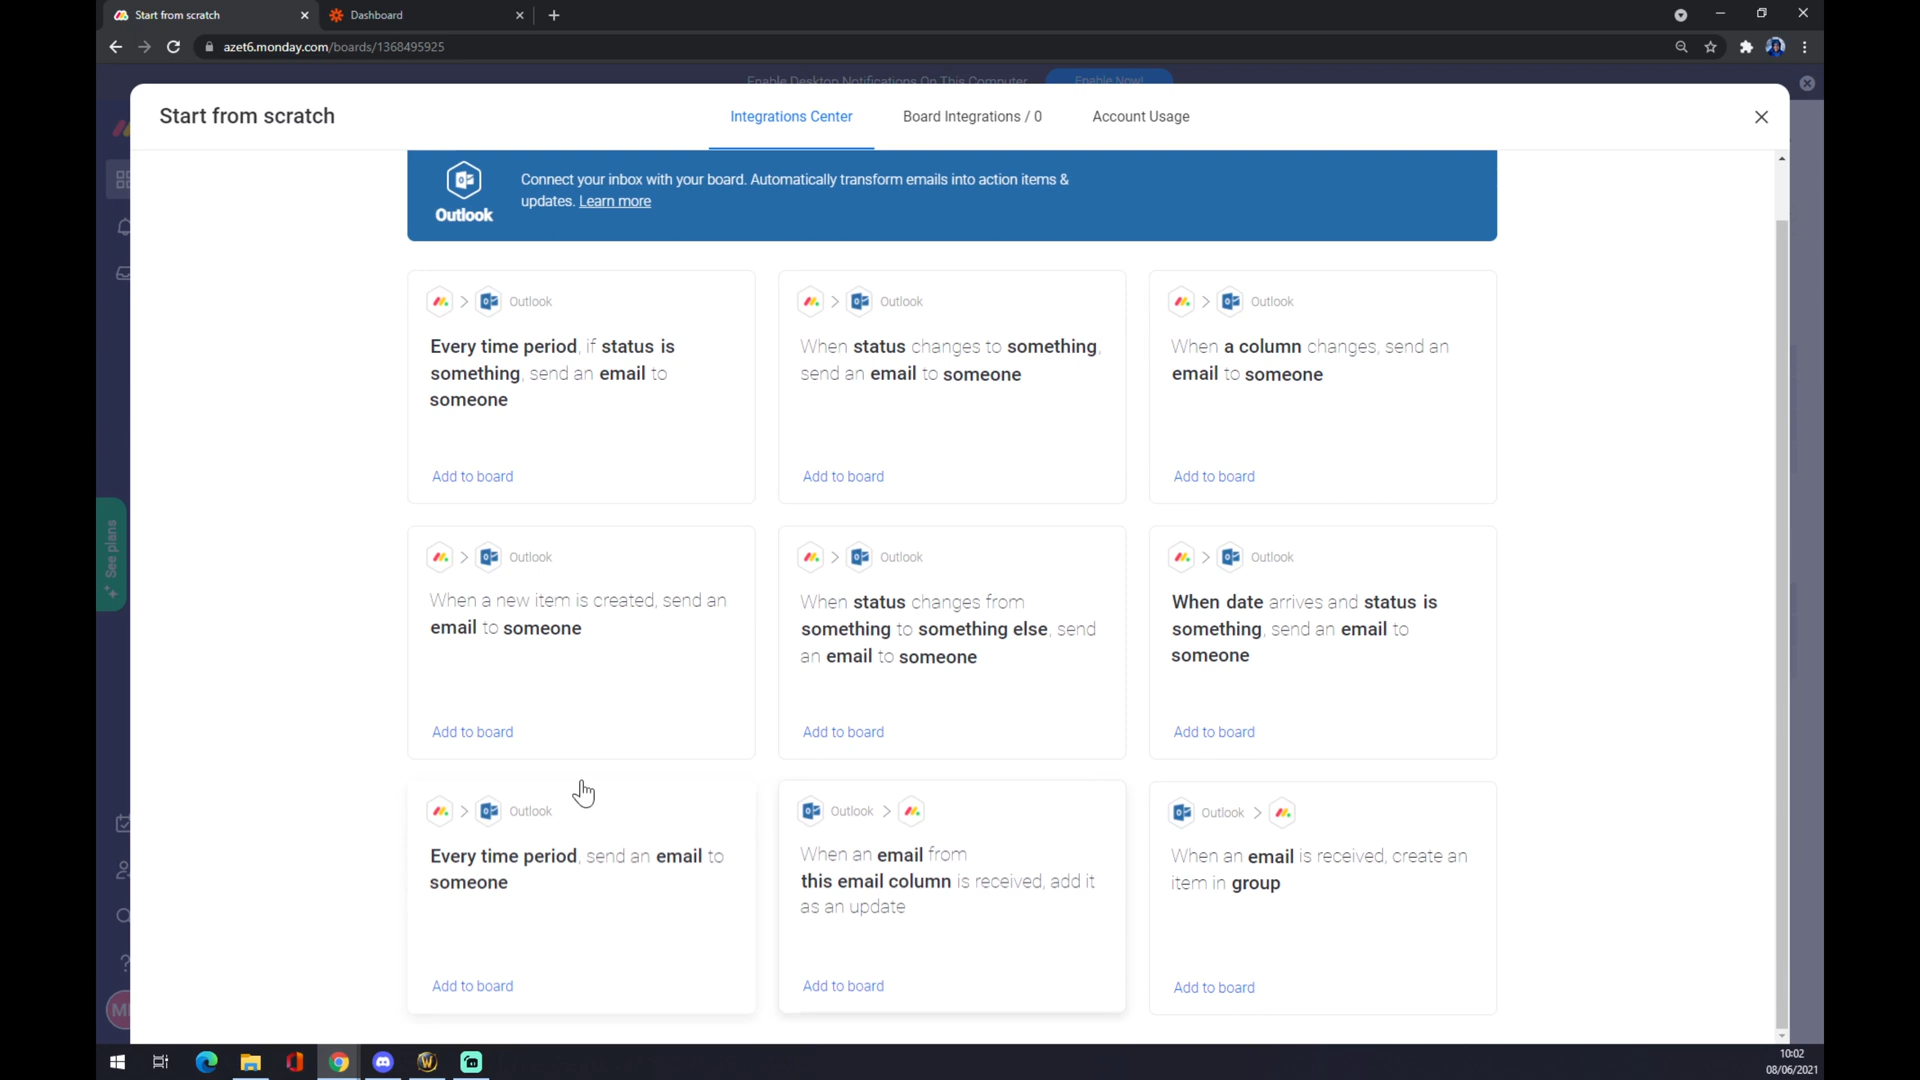 Start from scratch
Dashboard
azet6.monday.com/boards/1368495925
Enable Desktop Notifications On This Computer
Enable Now!
Start from scratch
Integrations Center
Board Integrations / 0
Account Usage
Outlook
Connect your inbox with your board. Automatically transform emails into action items &
updates. Learn more
Outlook
Every time period, if status is
something, send an email to
someone
Add to board
Outlook
When status changes to something,
send an email to someone
Add to board
Outlook
When a column changes, send an
email to someone
Add to board
See plans
Outlook
When a new item is created, send an
email to someone
Add to board
Outlook
When status changes from
something to something else, send
an email to someone
Add to board
Outlook
When date arrives and status is
something, send an email to
someone
Add to board
Outlook
Every time period, send an email to
someone
Add to board
Outlook
When an email from
this email column is received, add it
as an update
Add to board
Outlook
When an email is received, create an
item in group
Add to board
10:02
08/06/2021